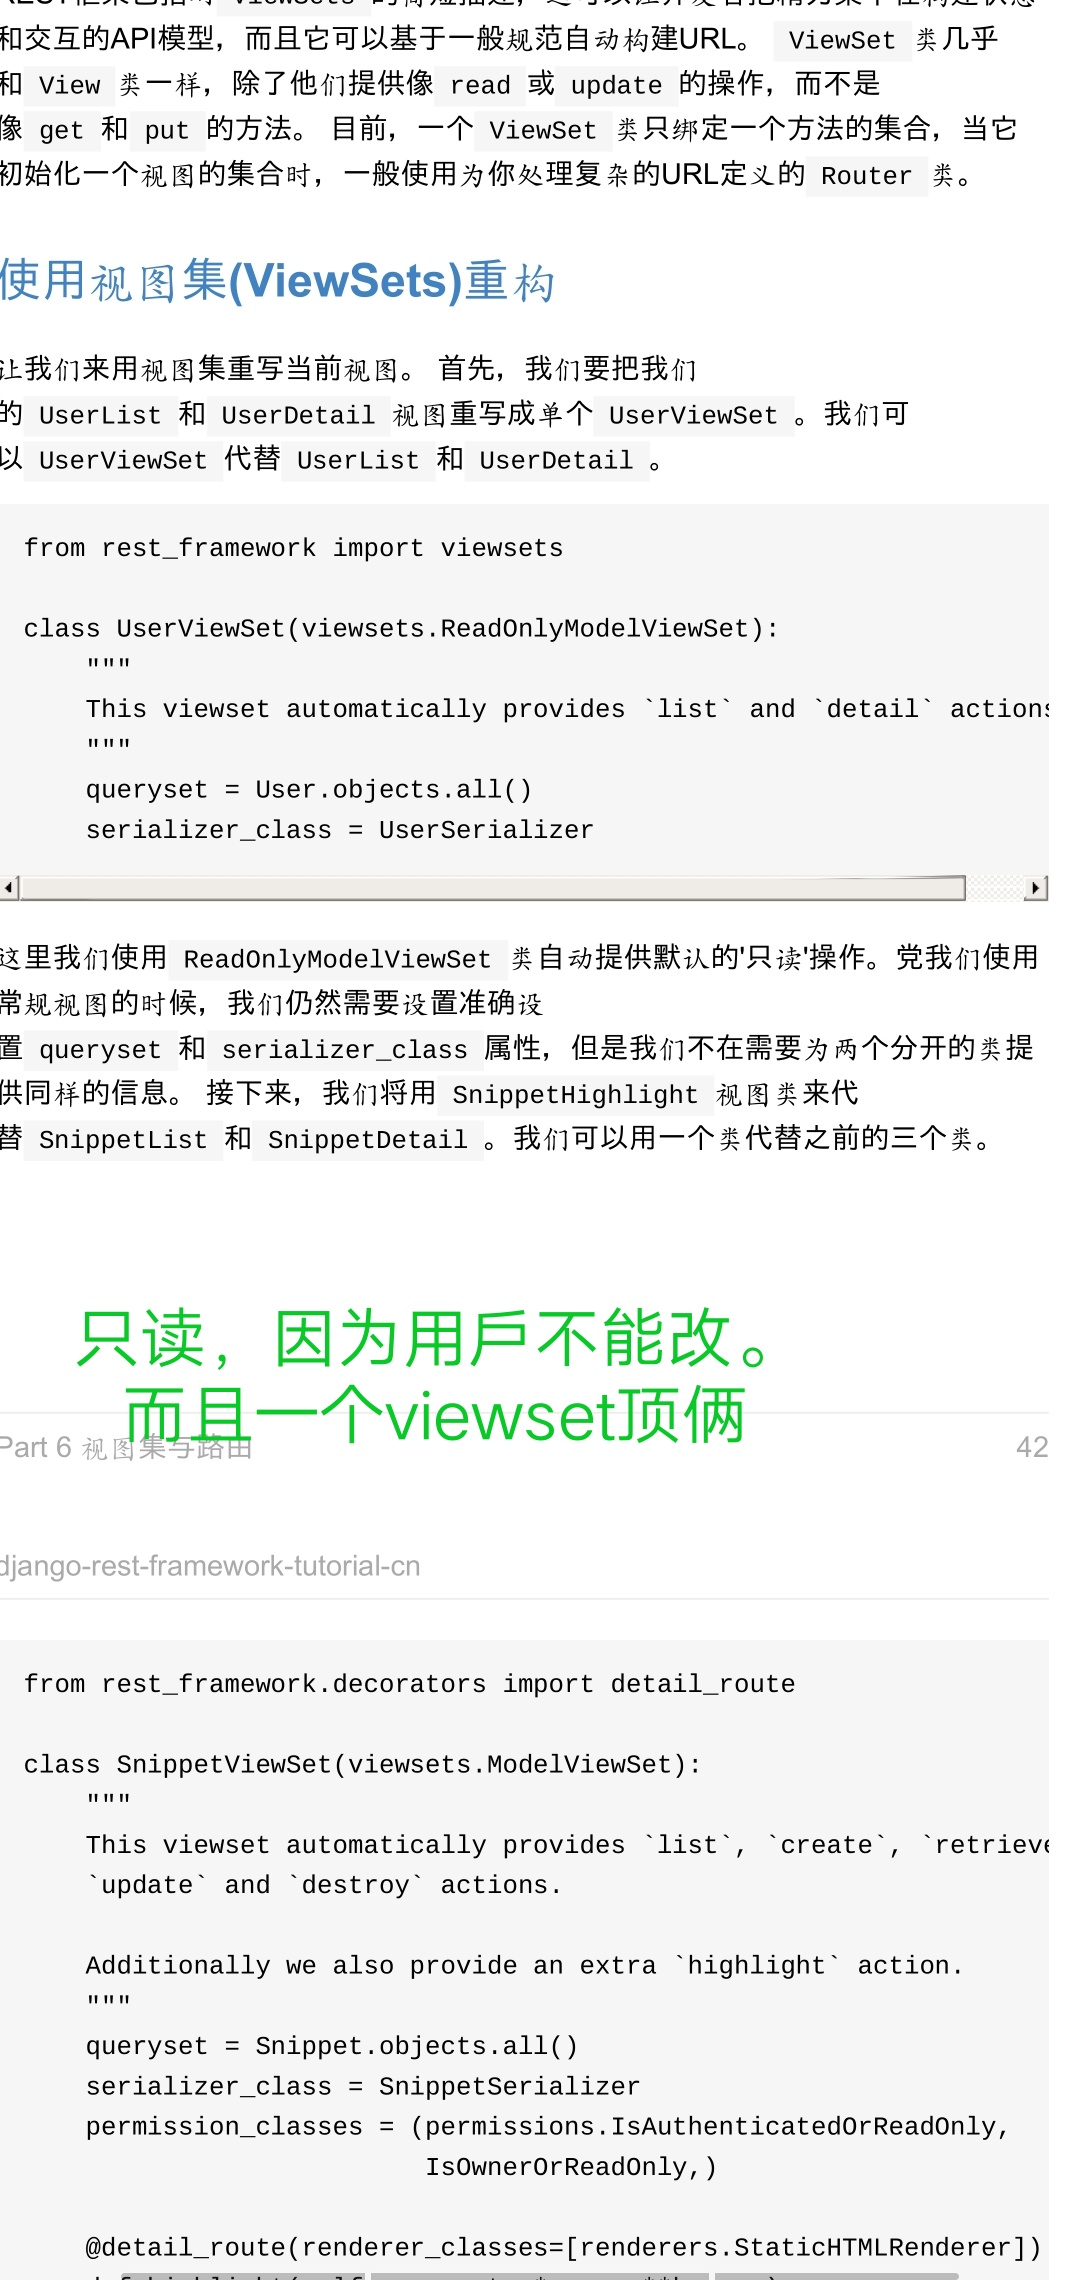 和交互的API模型，而且它可以基于一般规范自动构建URL。 ViewSet 类几乎
和 View 类一样，除了他们提供像 read 或 update 的操作，而不是
像 get 和 put 的方法。 目前，一个 ViewSet 类只绑定一个方法的集合，当它
初始化一个视图的集合时，一般使用为你处理复杂的URL定义的 Router 类。
使用视图集(ViewSets)重构
让我们来用视图集重写当前视图。 首先，我们要把我们
的 UserList 和 UserDetail 视图重写成单个 UserViewSet 。我们可
以 UserViewSet 代替 UserList 和 UserDetail 。
from rest_framework import viewsets
class UserViewSet(viewsets.ReadOnlyModelViewSet):
"""
This viewset automatically provides `list` and `detail` actions
"""
queryset = User.objects.all()
serializer_class = UserSerializer
这里我们使用 ReadOnlyModelViewSet 类自动提供默认的'只读'操作。党我们使用
常规视图的时候，我们仍然需要设置准确设
置 queryset 和 serializer_class 属性，但是我们不在需要为两个分开的类提
供同样的信息。 接下来，我们将用 SnippetHighlight 视图类来代
替 SnippetList 和 SnippetDetail 。我们可以用一个类代替之前的三个类。
只读，因为用戶不能改。
而且一个viewset顶俩
Part 6 视图集与路由 42
django-rest-framework-tutorial-cn
from rest_framework.decorators import detail_route
class SnippetViewSet(viewsets.ModelViewSet):
"""
This viewset automatically provides `list`, `create`, `retrieve
`update` and `destroy` actions.
Additionally we also provide an extra `highlight` action.
"""
queryset = Snippet.objects.all()
serializer_class = SnippetSerializer
permission_classes = (permissions.IsAuthenticatedOrReadOnly,
IsOwnerOrReadOnly,)
@detail_route(renderer_classes=[renderers.StaticHTMLRenderer])